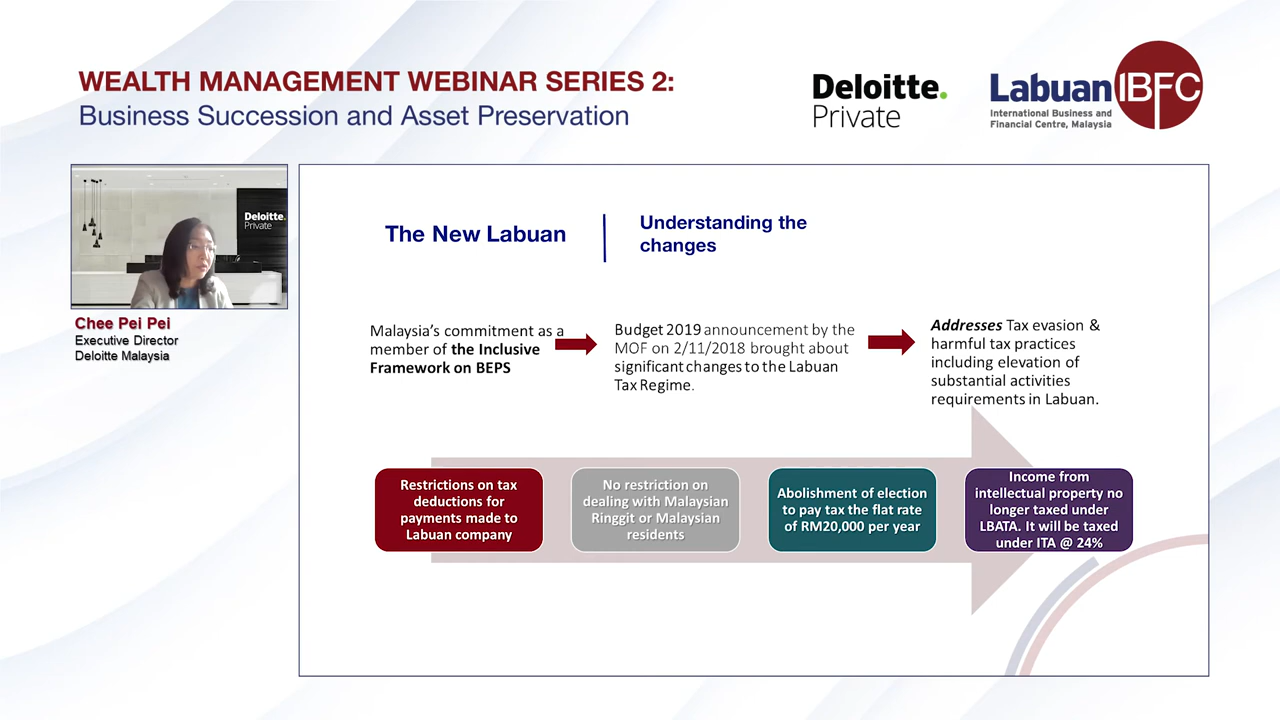 WEALTH MANAGEMENT WEBINAR SERIES 2:
Business Succession and Asset Preservation
Deloitte.
Private
Labuan IBFC
International Business and
Financial Centre, Malaysia
Deloitte.
Private
Chee Pei Pei
Executive Director
Deloitte Malaysia
The New Labuan
Understanding the
changes
Malaysia's commitment as a
member of the Inclusive
Framework on BEPS
Budget 2019 announcement by the
MOF on 2/11/2018 brought about
significant changes to the Labuan
Tax Regime.
Addresses Tax evasion &
harmful tax practices
including elevation of
substantial activities
requirements in Labuan.
Restrictions on tax
deductions for
payments made to
Labuan company
No restriction on
dealing with Malaysian
Ringgit or Malaysian
residents
Abolishment of election
to pay tax the flat rate
of RM20,000 per year
Income from
intellectual property no
longer taxed under
LBATA. It will be taxed
under ITA @ 24%